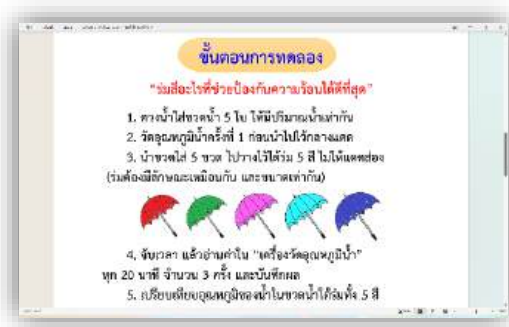 ขั้นตอนการทดลอง
“ร่มสีอะไรที่ช่วยป้องกันความร้อนได้ดีที่สุด”
1. ตวงน้ำใส่ขวดน้ำ 5 ใบ ให้มีปริมาณน้ำเท่ากัน
2. วัดอุณหภูมิน้ำครั้งที่ 1 ก่อนนำไปไว้กลางแดด
3. นำขวดใส่ 5 ขวด ไปวางไว้ใต้ร่ม 5 สี ไม่ให้แดดส่อง
(ร่มต้องมีลักษณะเหมือนกัน และขนาดเท่ากัน)
4. จับเวลา แล้วอ่านค่าใน “เครื่องวัดอุณหภูมิน้ำ”
ทุก 20 นาที จำนวน 3 ครั้ง และบันทึกผล
5. เปรียบเทียบอุณหภูมิของน้ำในขวดน้ำใต้ร่มทั้ง 5 สี